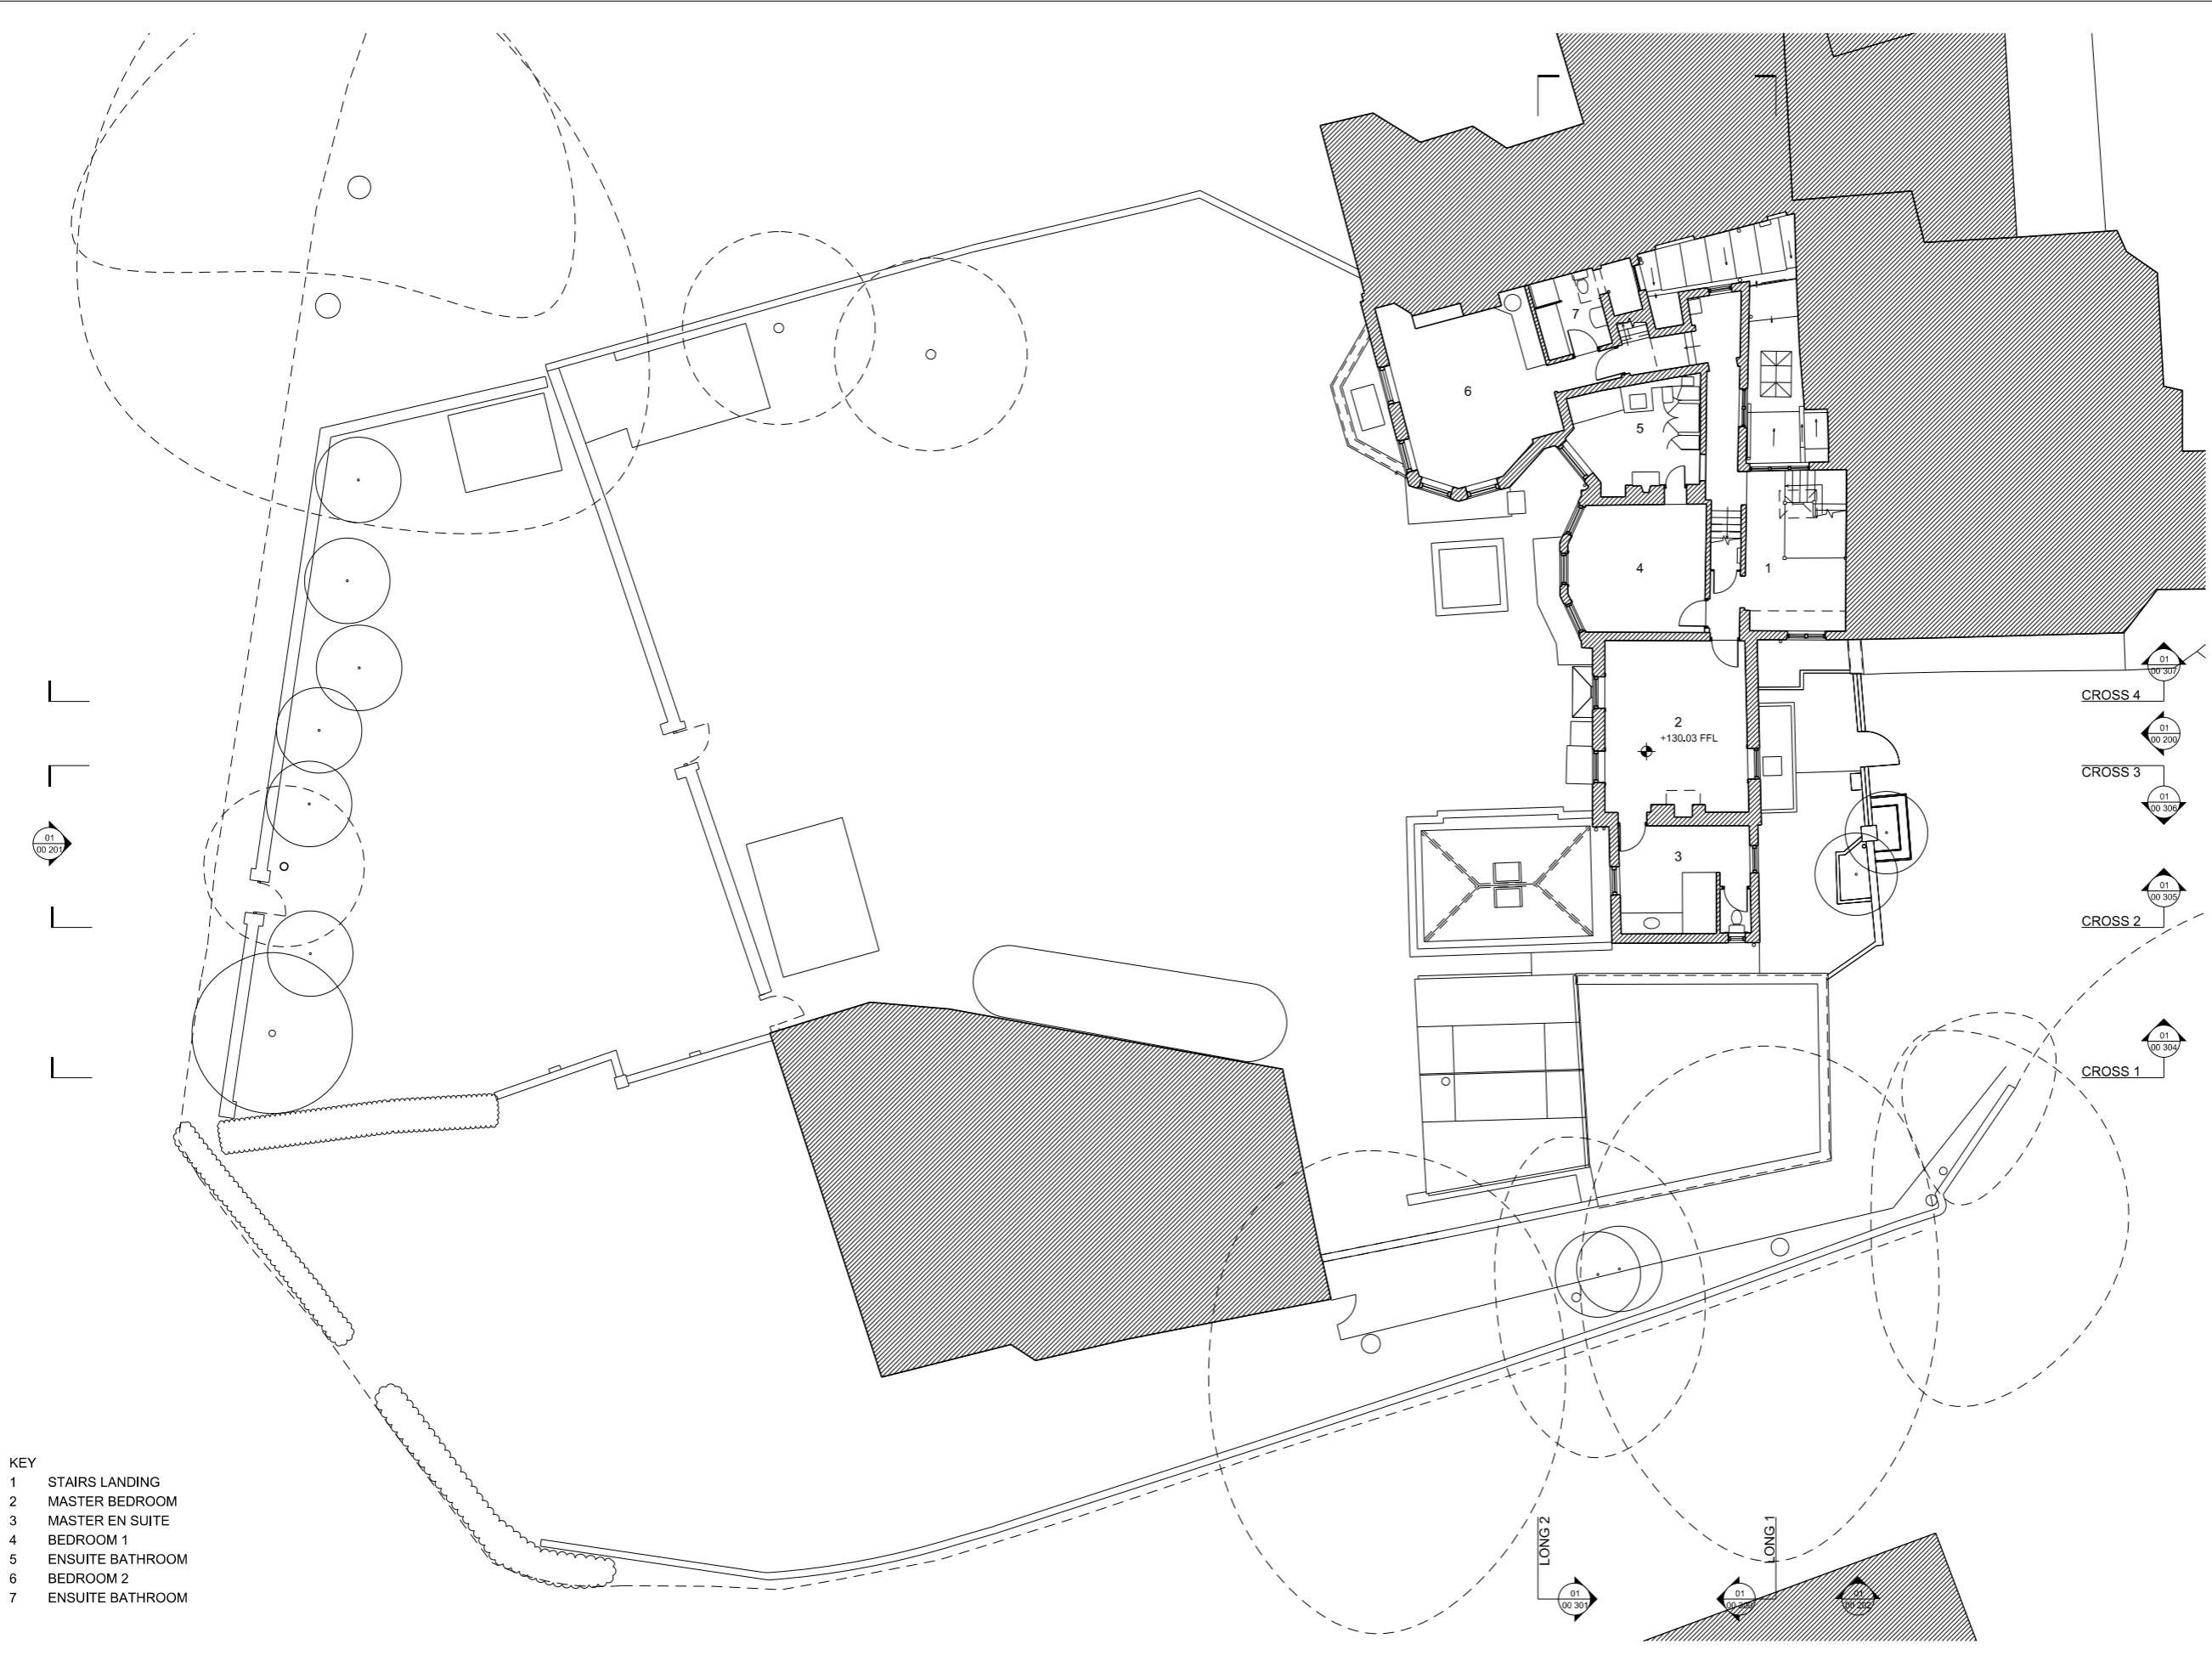 7
6
5
4
1
2
+130.03 FFL
3
01
00 307
CROSS 4
01
00 200
CROSS 3
01
00 306
01
00 201
01
00 305
CROSS 2
01
00 304
CROSS 1
KEY
1 STAIRS LANDING
2 MASTER BEDROOM
3 MASTER EN SUITE
4 BEDROOM 1
5 ENSUITE BATHROOM
6 BEDROOM 2
7 ENSUITE BATHROOM
LONG 2
LONG 1
01
00 301
01
01
00 202